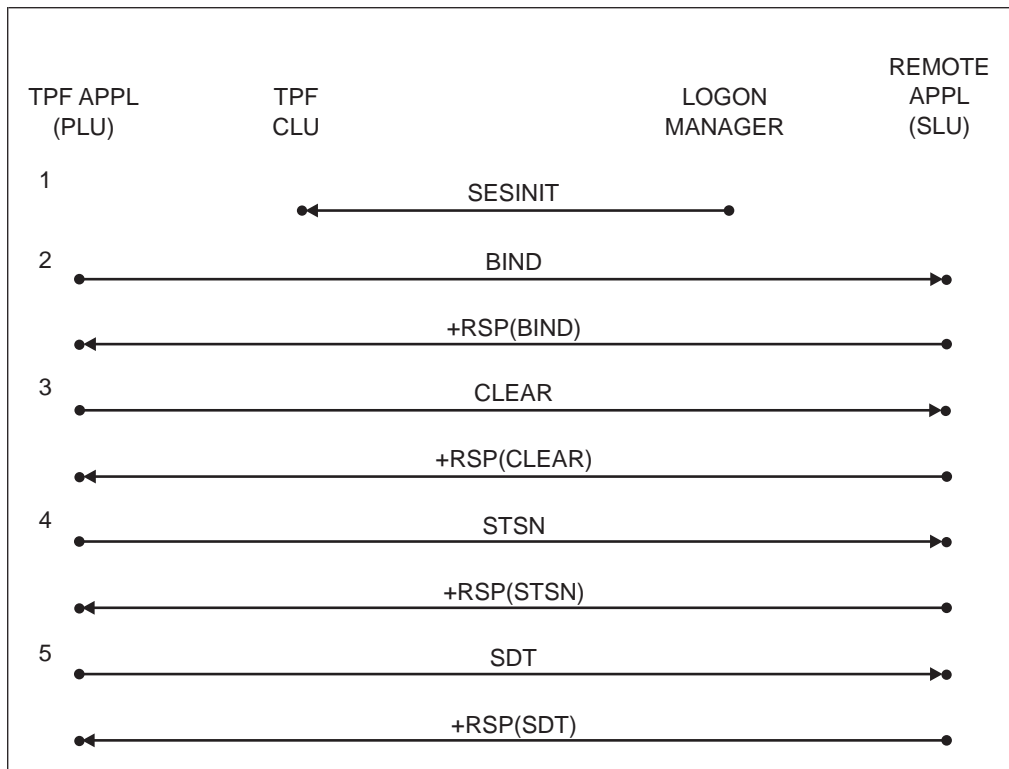 TPF APPL
(PLU)
TPF
CLU
LOGON
MANAGER
REMOTE
APPL
(SLU)
1
SESINIT
2
BIND
+RSP(BIND)
3
CLEAR
+RSP(CLEAR)
4
STSN
+RSP(STSN)
5
SDT
+RSP(SDT)